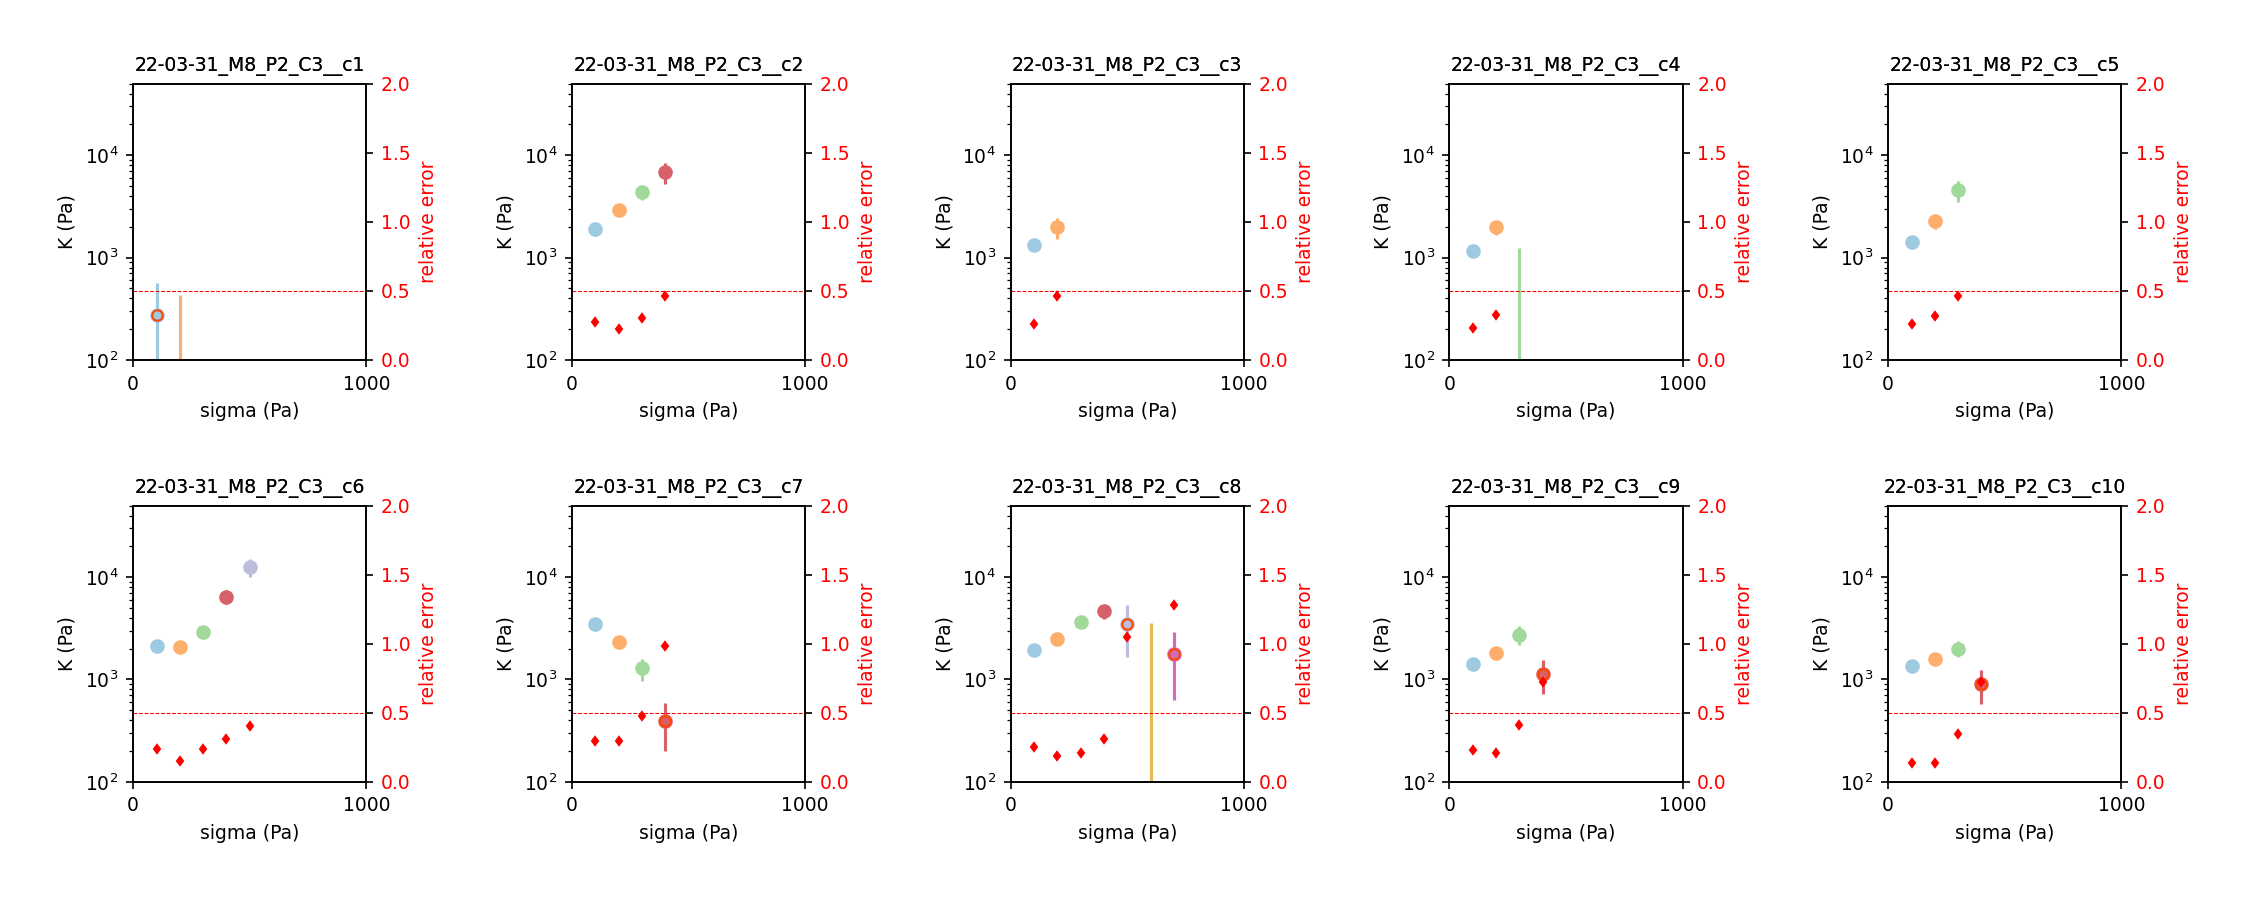 22-03-31_M8_P2_C3__c1
22-03-31_M8_P2_C3__c2
22-03-31_M8_P2_C3__c3
22-03-31_M8_P2_C3__c4
22-03-31_M8_P2_C3__c5
K (Pa)
10^4
10^3
10^2
0
1000
sigma (Pa)
2.0
1.5
1.0
0.5
0.0
relative error
K (Pa)
10^4
10^3
10^2
0
1000
sigma (Pa)
2.0
1.5
1.0
0.5
0.0
relative error
K (Pa)
10^4
10^3
10^2
0
1000
sigma (Pa)
2.0
1.5
1.0
0.5
0.0
relative error
K (Pa)
10^4
10^3
10^2
0
1000
sigma (Pa)
2.0
1.5
1.0
0.5
0.0
relative error
K (Pa)
10^4
10^3
10^2
0
1000
sigma (Pa)
2.0
1.5
1.0
0.5
0.0
relative error
22-03-31_M8_P2_C3__c6
22-03-31_M8_P2_C3__c7
22-03-31_M8_P2_C3__c8
22-03-31_M8_P2_C3__c9
22-03-31_M8_P2_C3__c10
K (Pa)
10^4
10^3
10^2
0
1000
sigma (Pa)
2.0
1.5
1.0
0.5
0.0
relative error
K (Pa)
10^4
10^3
10^2
0
1000
sigma (Pa)
2.0
1.5
1.0
0.5
0.0
relative error
K (Pa)
10^4
10^3
10^2
0
1000
sigma (Pa)
2.0
1.5
1.0
0.5
0.0
relative error
K (Pa)
10^4
10^3
10^2
0
1000
sigma (Pa)
2.0
1.5
1.0
0.5
0.0
relative error
K (Pa)
10^4
10^3
10^2
0
1000
sigma (Pa)
2.0
1.5
1.0
0.5
0.0
relative error